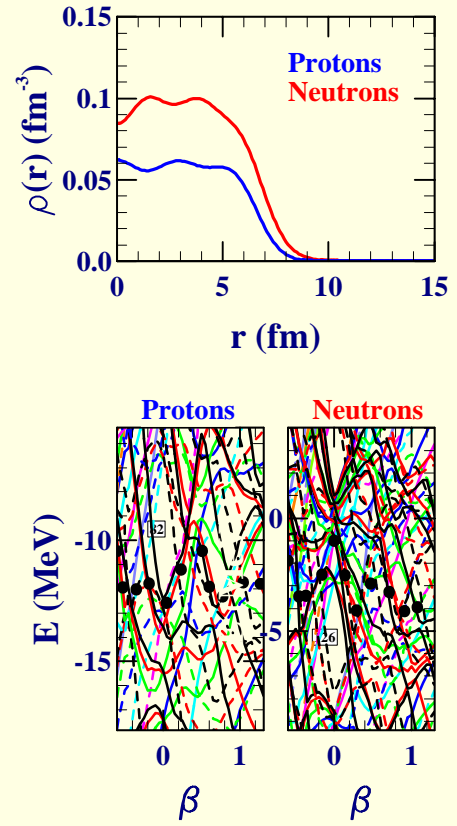 ρ(r) (fm⁻³)
0.15
0.1
0.05
0.0
Protons
Neutrons
0 5 10 15
r (fm)
Protons Neutrons
E (MeV)
-10
-15
82
0
-5
126
0 1 0 1
β β